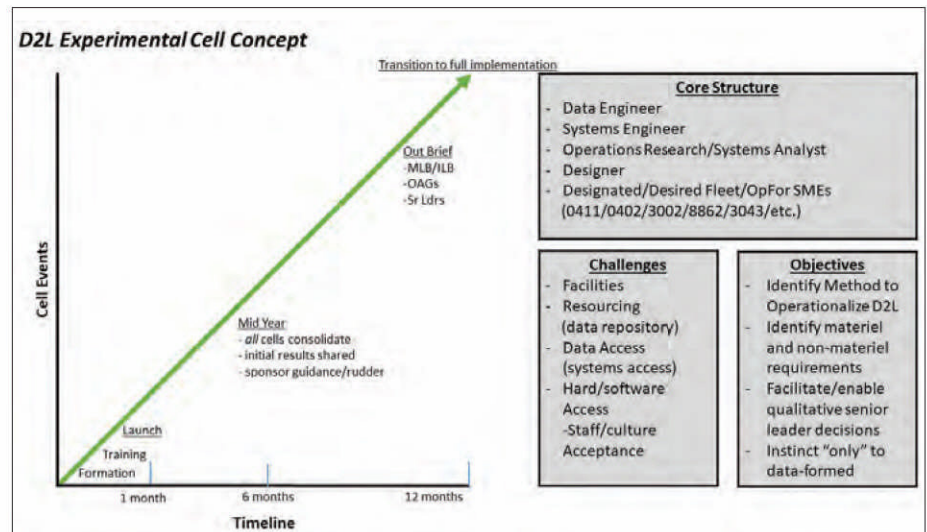 D2L Experimental Cell Concept
Transition to full implementation
Out Brief
-MLB/ILB
-OAGs
-Sr Ldrs
Mid Year
- all cells consolidate
- initial results shared
- sponsor guidance/rudder
Launch
Training
Formation
Cell Events
1 month
6 months
12 months
Timeline
Core Structure
- Data Engineer
- Systems Engineer
- Operations Research/Systems Analyst
- Designer
- Designated/Desired Fleet/OpFor SMEs
(0411/0402/3002/8862/3043/etc.)
Challenges
- Facilities
- Resourcing
(data repository)
- Data Access
(systems access)
- Hard/software
Access
-Staff/culture
Acceptance
Objectives
- Identify Method to
Operationalize D2L
- Identify materiel
and non-materiel
requirements
- Facilitate/enable
qualitative senior
leader decisions
- Instinct “only” to
data-formed